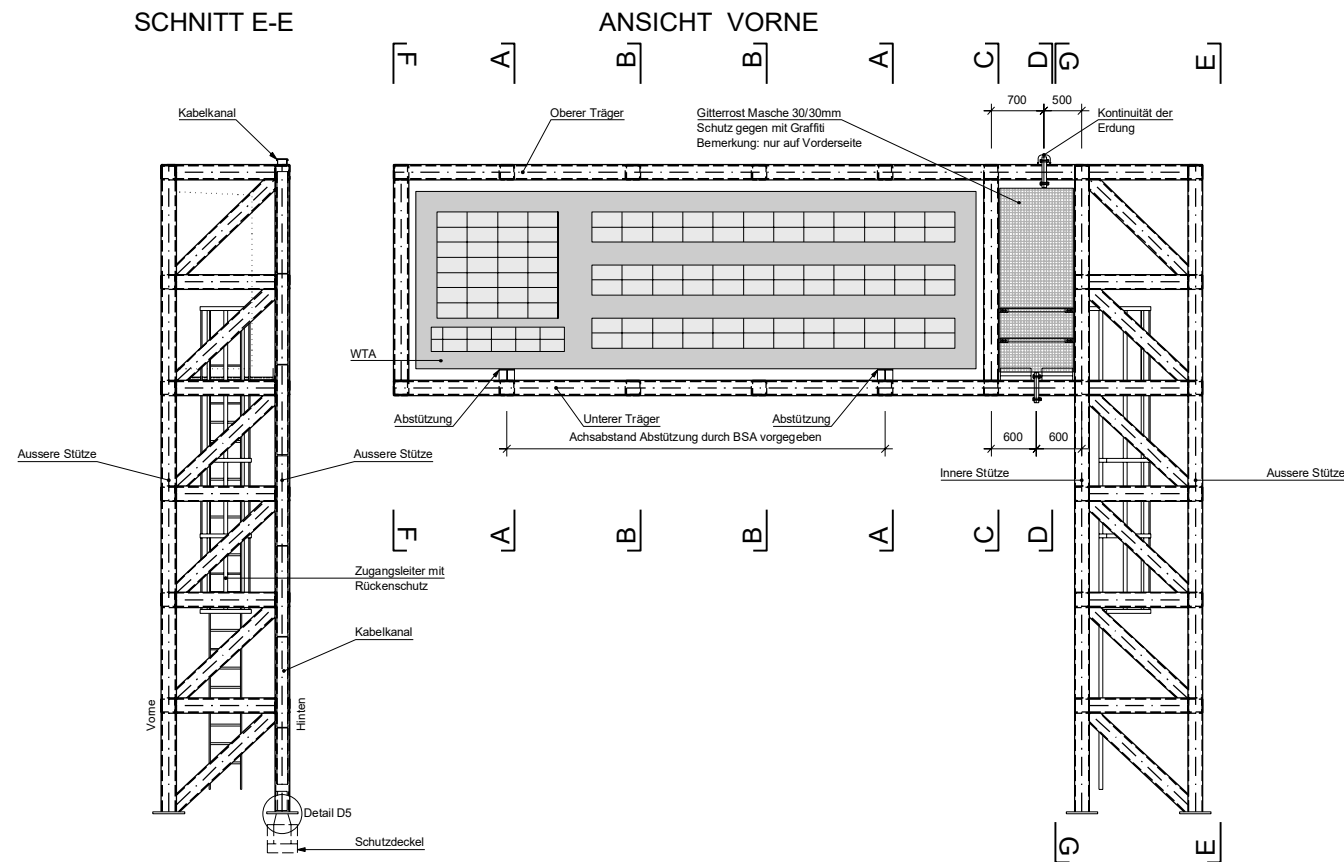 SCHNITT E-E
ANSICHT VORNE
F
A
B
B
A
C
D
G
E
700
500
Kabelkanal
Oberer Träger
Gitterrost Masche 30/30mm
Schutz gegen mit Graffiti
Bemerkung: nur auf Vorderseite
Kontinuität der
Erdung
WTA
Abstützung
Unterer Träger
Abstützung
Achsabstand Abstützung durch BSA vorgegeben
600
600
Aussere Stütze
Aussere Stütze
Innere Stütze
Aussere Stütze
F
A
B
B
A
C
D
Zugangsleiter mit
Rückenschutz
Kabelkanal
Vorne
Hinten
Detail D5
Schutzdeckel
G
E